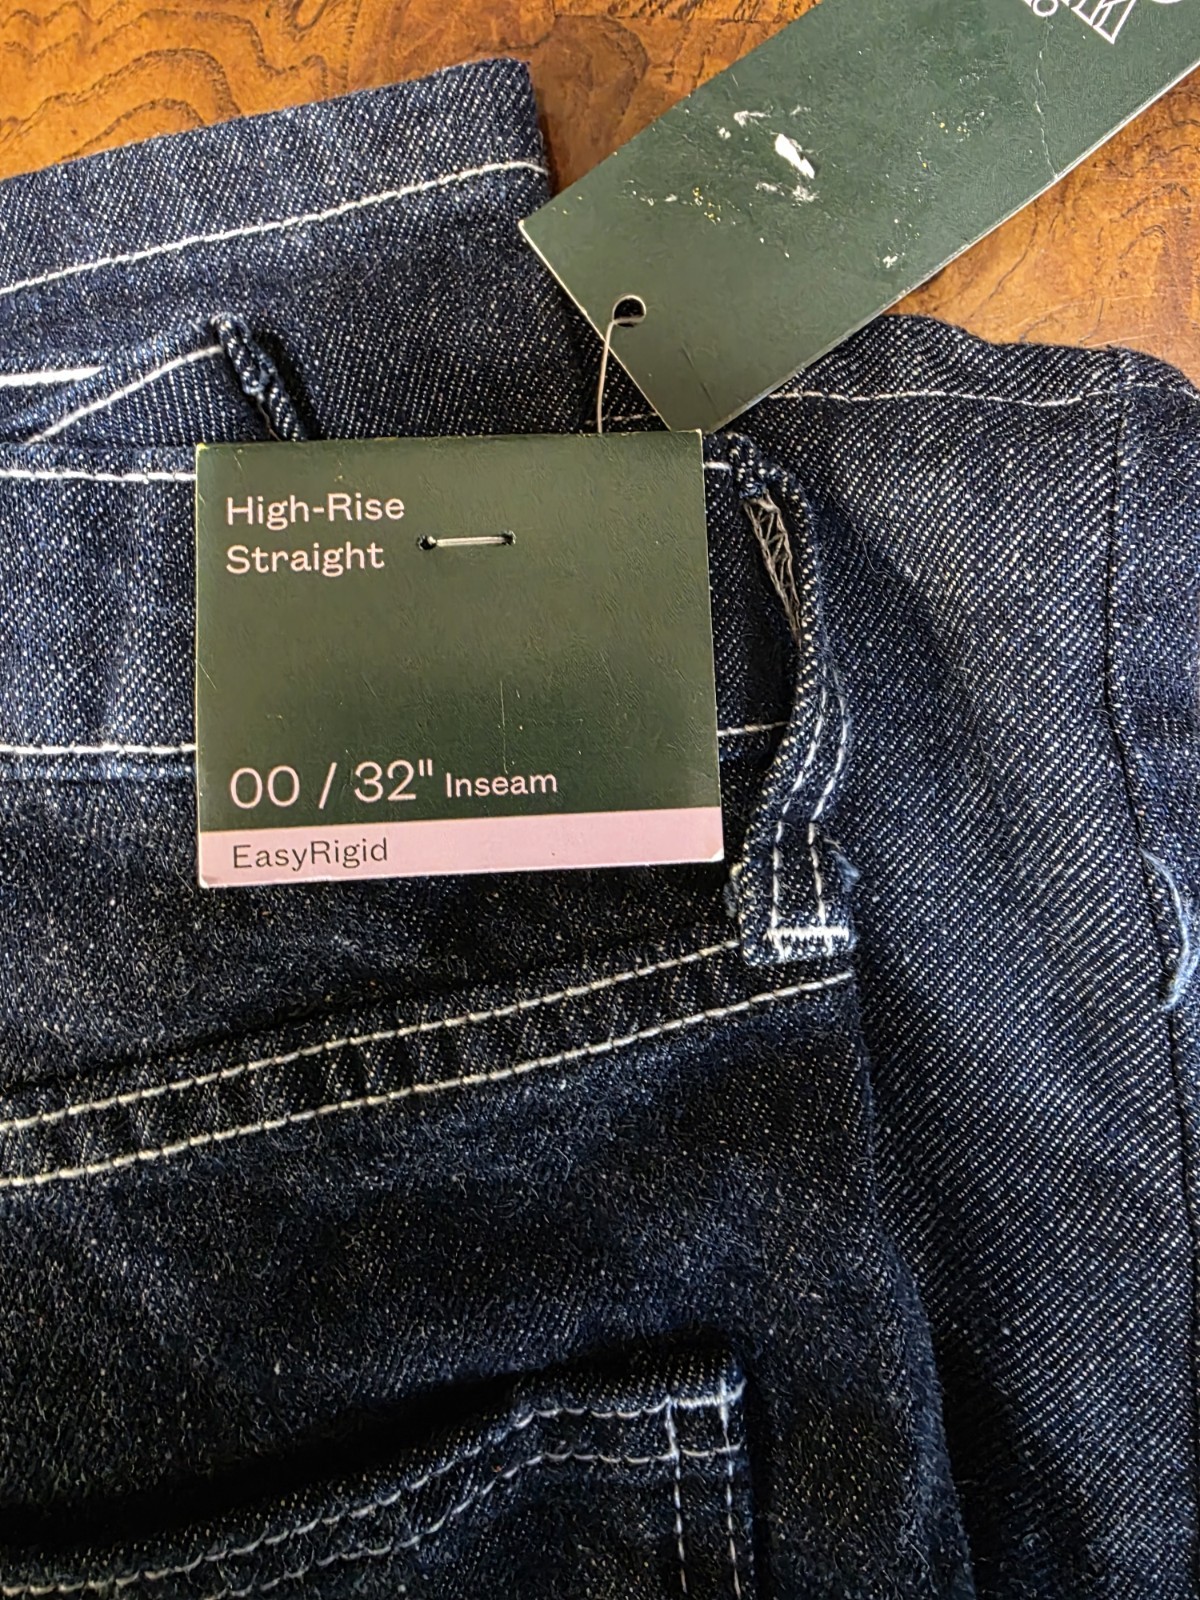 High-Rise
Straight
00 / 32" Inseam
EasyRigid